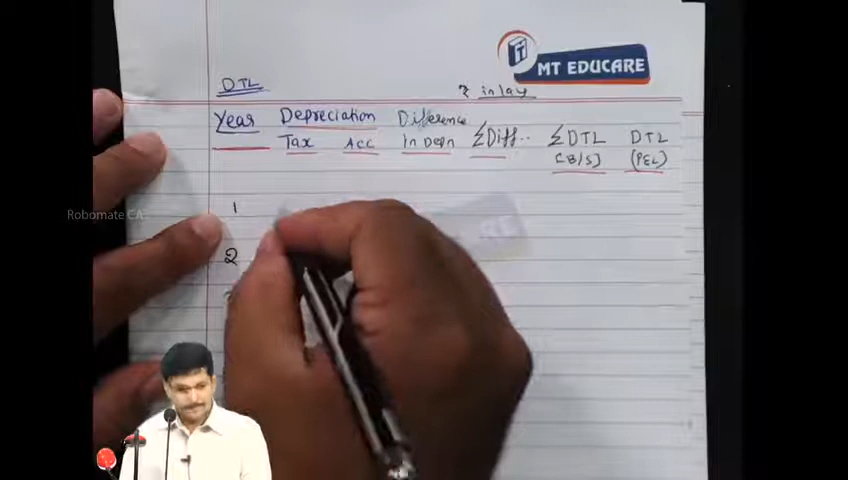 MT EDUCARE
DTL
₹ in lay
Year Depreciation Difference
Tax Acc In Depn ΣDiff.. ΣDTL DTL
[B/S] (P&L)
1
2
Robomate CA